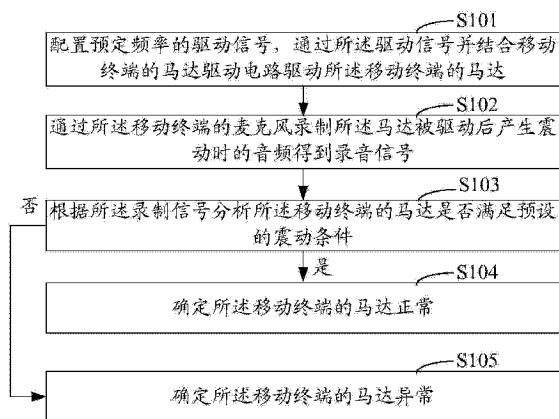 S101
配置预定频率的驱动信号，通过所述驱动信号并结合移动
终端的马达驱动电路驱动所述移动终端的马达
S102
通过所述移动终端的麦克风录制所述马达被驱动后产生震
动时的音频得到录音信号
S103
否
根据所述录制信号分析所述移动终端的马达是否满足预设
的震动条件
是
S104
确定所述移动终端的马达正常
S105
确定所述移动终端的马达异常